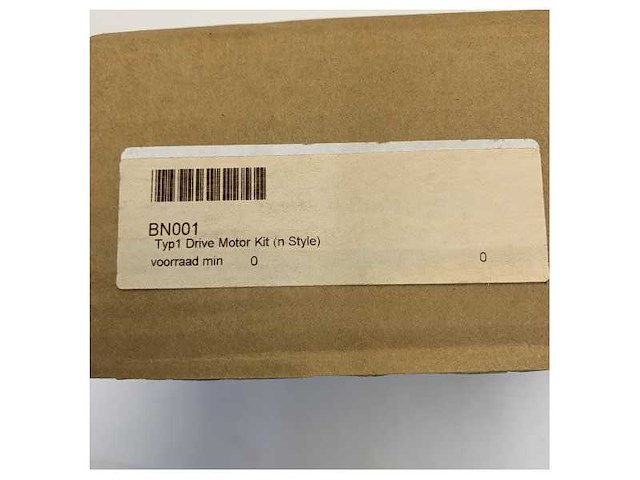 BN001
Typ1 Drive Motor Kit (n Style)
voorraad min 0 0